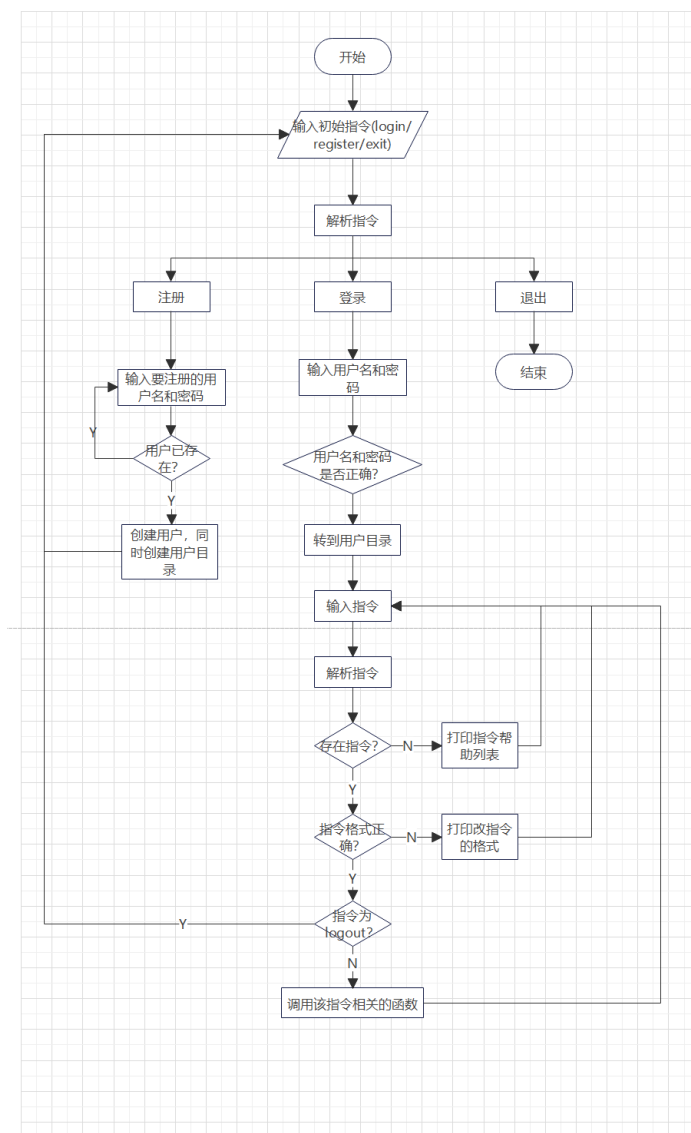 开始
输入初始指令(login/
register/exit)
解析指令
注册
登录
退出
输入要注册的用
户名和密码
输入用户名和密
码
结束
Y
用户已存
在？
用户名和密码
是否正确？
Y
创建用户，同
时创建用户目
录
转到用户目录
输入指令
解析指令
存在指令？
N
打印指令帮
助列表
Y
指令格式正
确？
N
打印改指令
的格式
Y
指令为
logout？
Y
N
调用该指令相关的函数